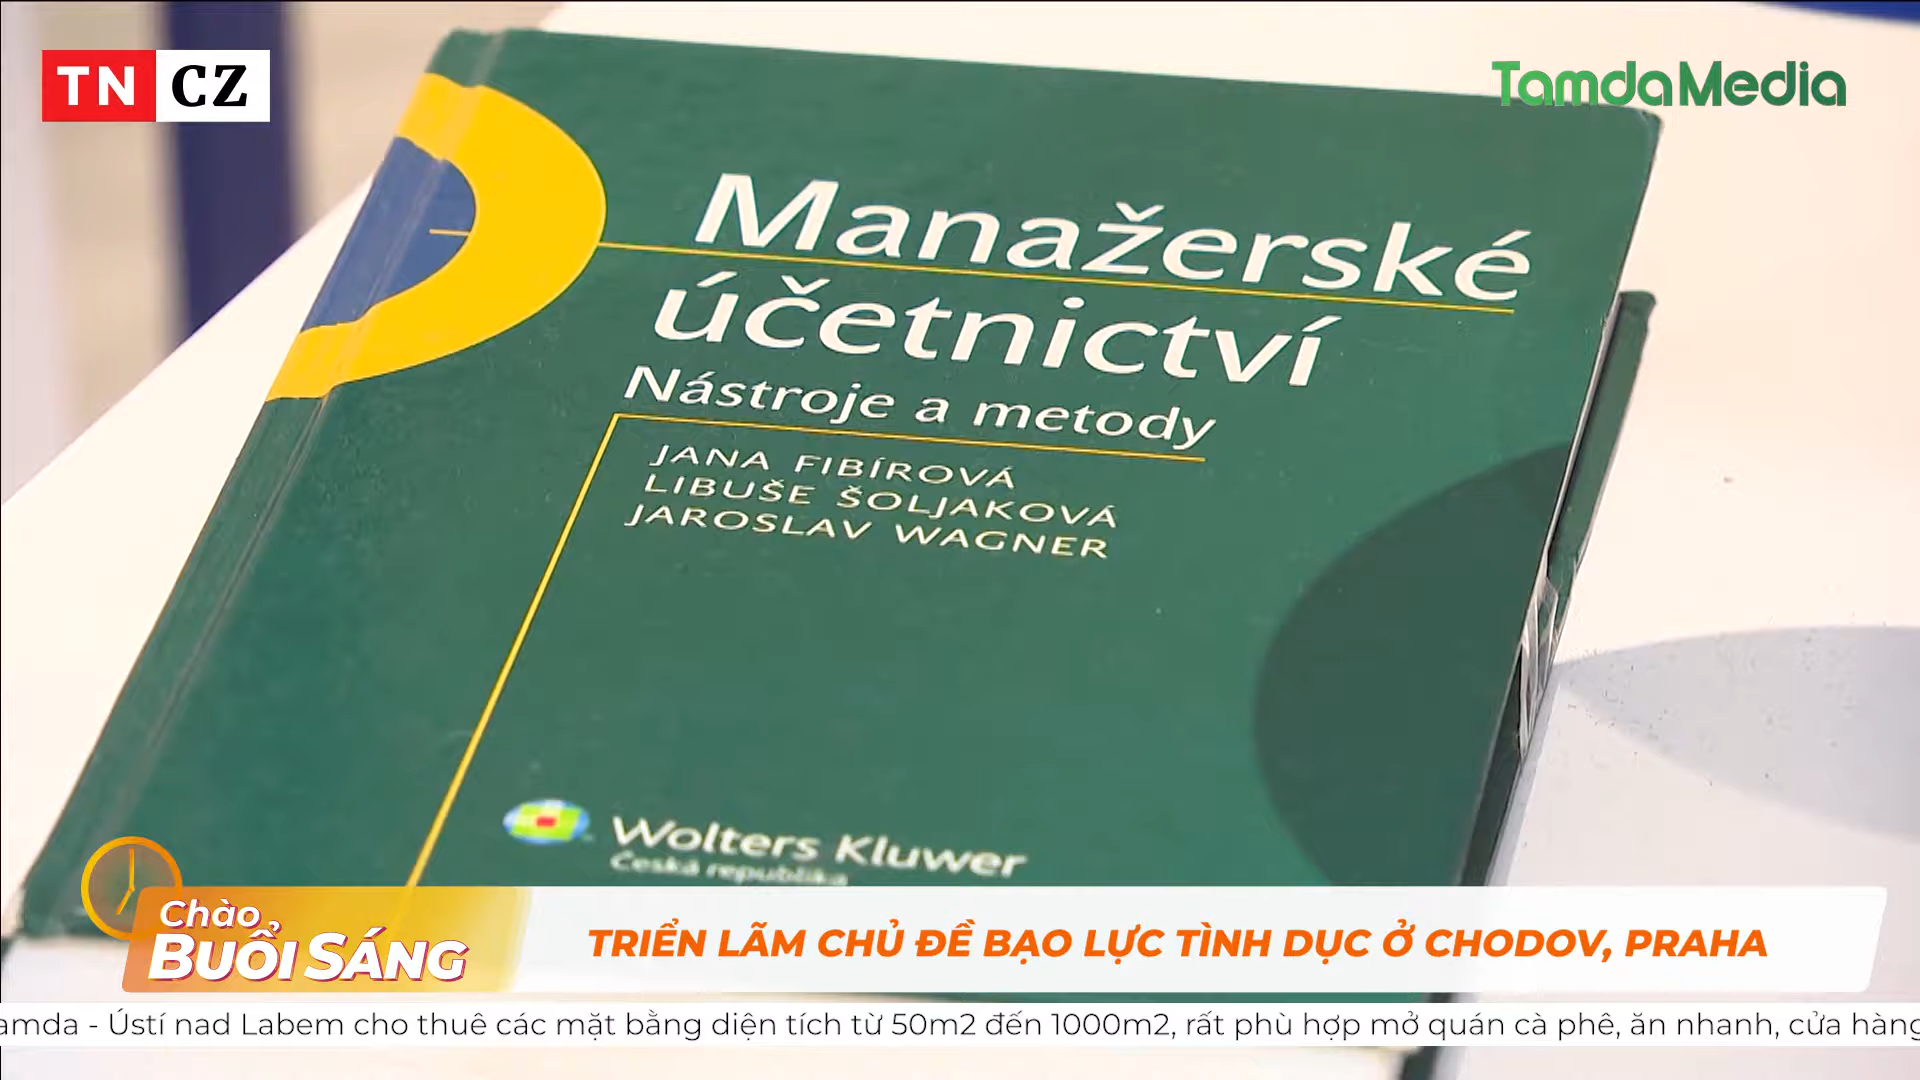 TN CZ
TamdaMedia
Manažerské
účetnictví
Nástroje a metody
JANA FIBÍROVÁ
LIBUŠE ŠOLJAKOVÁ
JAROSLAV WAGNER
Wolters Kluwer
Česká republika
Chào
BUỔI SÁNG
TRIỂN LÃM CHỦ ĐỀ BẠO LỰC TÌNH DỤC Ở CHODOV, PRAHA
amda - Ústí nad Labem cho thuê các mặt bằng diện tích từ 50m2 đến 1000m2, rất phù hợp mở quán cà phê, ăn nhanh, cửa hàng